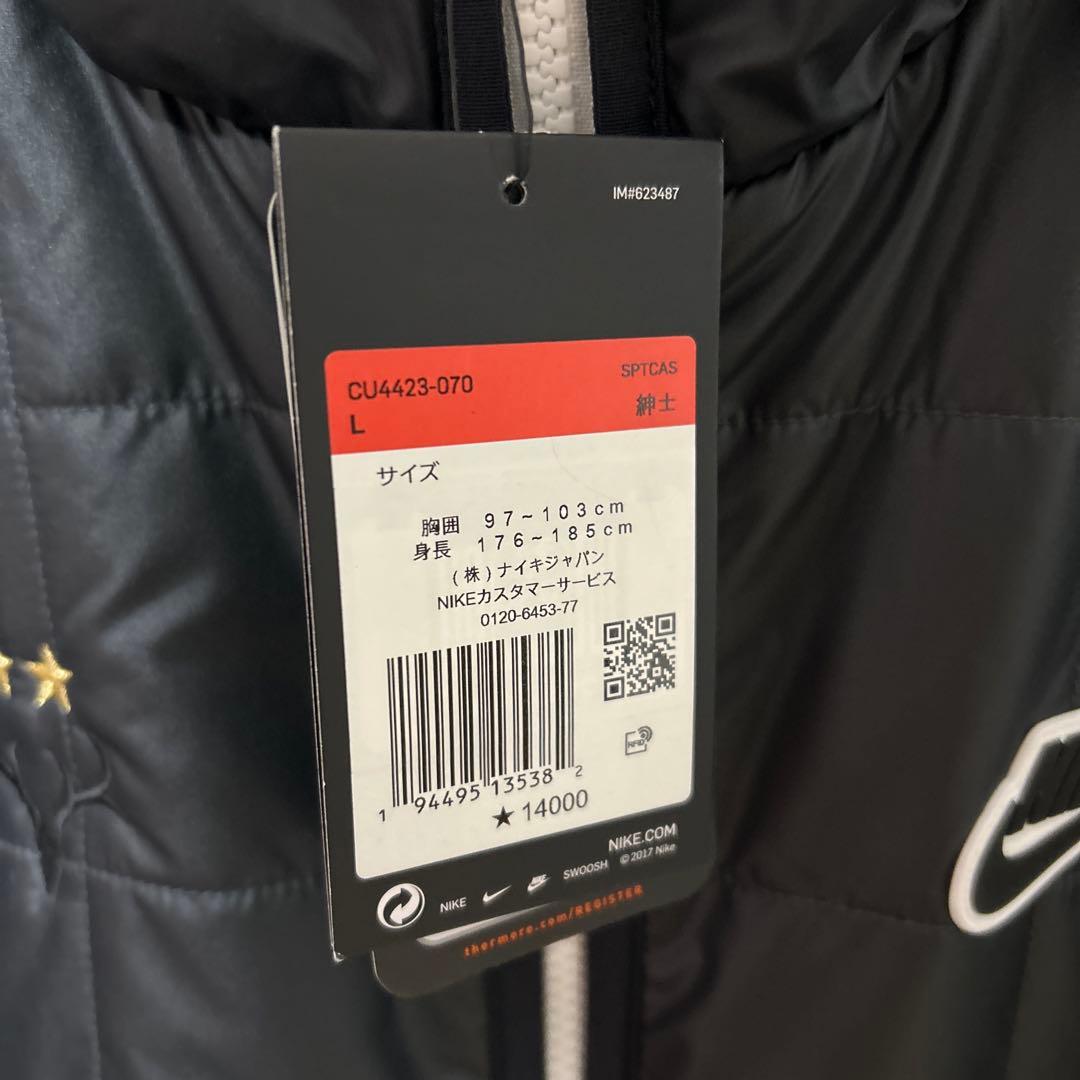 IM#623487
CU4423-070
SPTCAS
L
紳士
サイズ
胸囲 97~103cm
身長 176~185cm
(株)ナイキジャパン
NIKEカスタマーサービス
0120-6453-77
RFID
1 94495 13538 2
★14000
NIKE.COM
NIKE SWOOSH © 2017 Nike
thermore.com/REGISTER